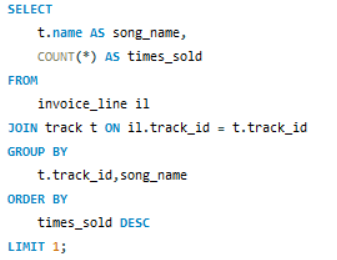 SELECT
    t.name AS song_name,
    COUNT(*) AS times_sold
FROM
    invoice_line il
JOIN track t ON il.track_id = t.track_id
GROUP BY
    t.track_id,song_name
ORDER BY
    times_sold DESC
LIMIT 1;